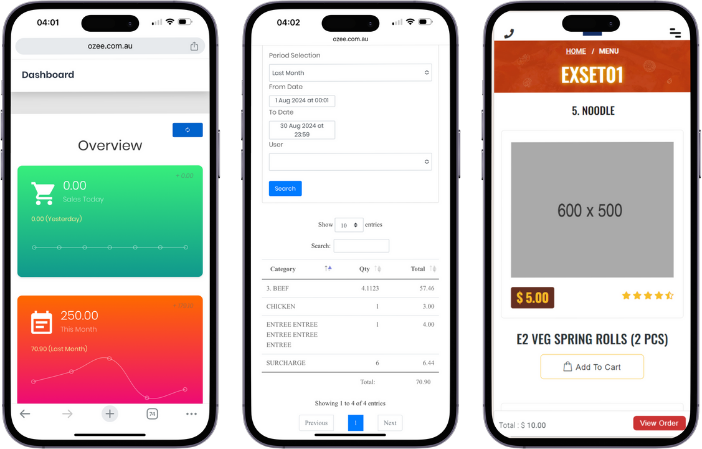 04:01
ozee.com.au
Dashboard
Overview
0.00
Sales Today
0.00 (Yesterday)
250.00
This Month
70.90 (Last Month)
74
04:02
ozee.com.au
Period Selection
Last Month
From Date
1 Aug 2024 at 00:01
To Date
30 Aug 2024 at
23:59
User
Search
Show 10 entries
Search:
Category Qty Total
3. BEEF 4.1123 57.46
CHICKEN 1 3.00
ENTREE ENTREE 1 4.00
ENTREE ENTREE
ENTREE
SURCHARGE 6 6.44
Total: 70.90
Showing 1 to 4 of 4 entries
Previous 1 Next
04:01
HOME / MENU
EXSET01
5. NOODLE
600 x 500
$ 5.00
E2 VEG SPRING ROLLS (2 PCS)
Add To Cart
Total : $ 10.00
View Order